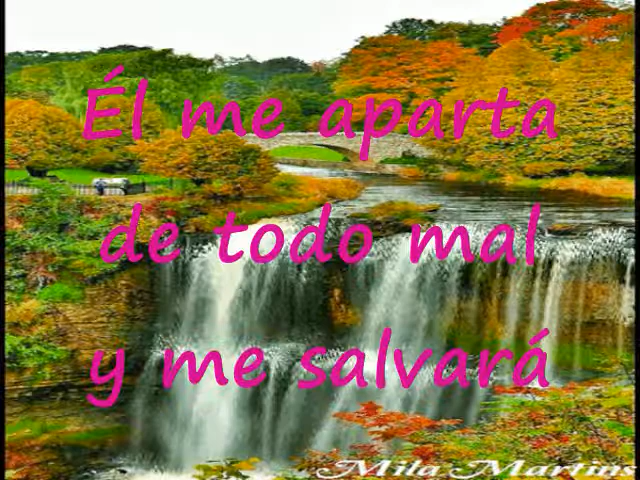 Él me aparta
de todo mal
y me salvará
Mila Martins